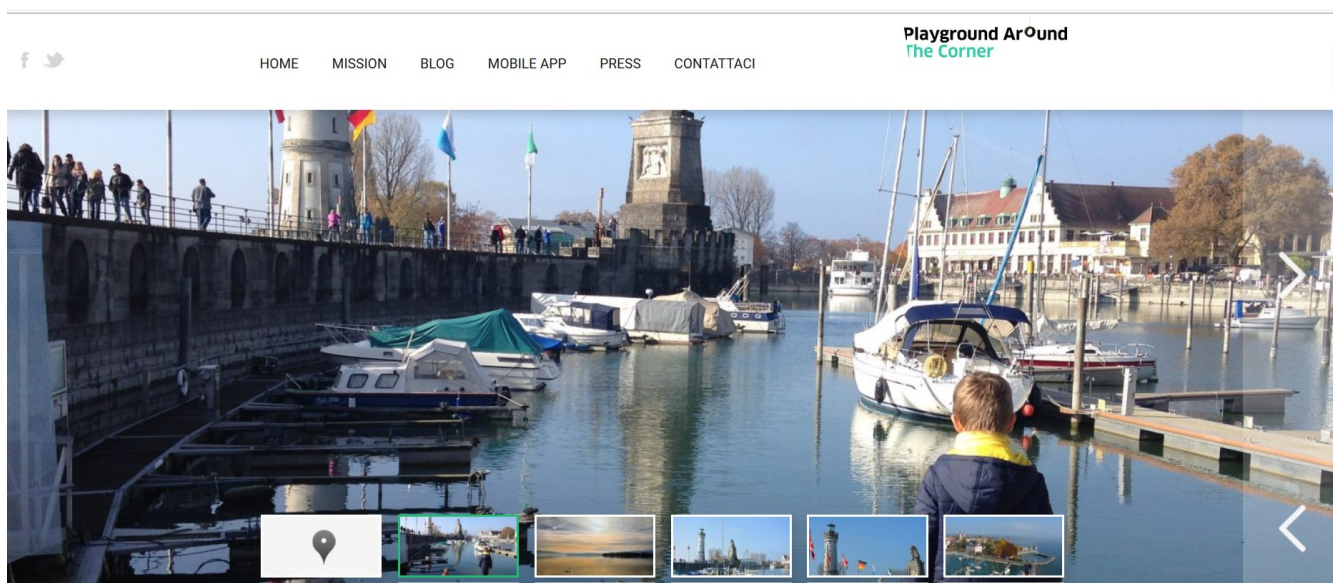 HOME MISSION BLOG MOBILE APP PRESS CONTATTACI
Playground Around
The Corner